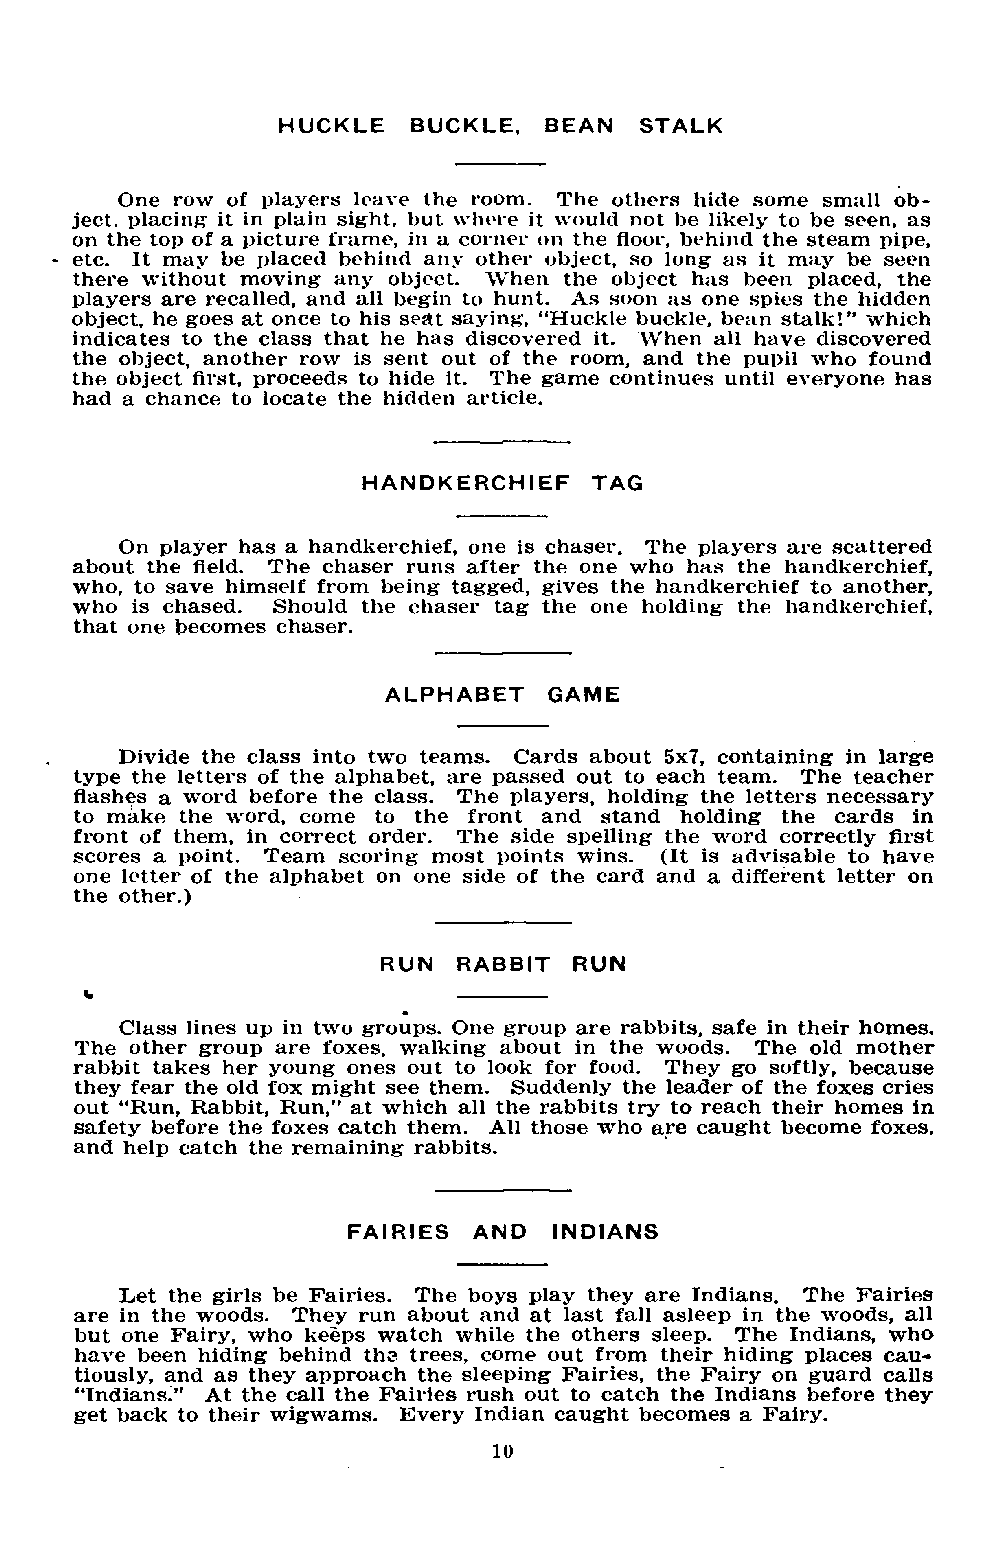 HUCKLE BUCKLE, BEAN STALK
One row of players leave the room. The others hide some small ob-
ject, placing it in plain sight, but where it would not be likely to be seen, as
on the top of a picture frame, in a corner on the floor, behind the steam pipe,
etc. It may be placed behind any other object, so long as it may be seen
there without moving any object. When the object has been placed, the
players are recalled, and all begin to hunt. As soon as one spies the hidden
object, he goes at once to his seat saying, "Huckle buckle, bean stalk!" which
indicates to the class that he has discovered it. When all have discovered
the object, another row is sent out of the room, and the pupil who found
the object first, proceeds to hide it. The game continues until everyone has
had a chance to locate the hidden article.
HANDKERCHIEF TAG
On player has a handkerchief, one is chaser. The players are scattered
about the field. The chaser runs after the one who has the handkerchief,
who, to save himself from being tagged, gives the handkerchief to another,
who is chased. Should the chaser tag the one holding the handkerchief,
that one becomes chaser.
ALPHABET GAME
Divide the class into two teams. Cards about 5x7, containing in large
type the letters of the alphabet, are passed out to each team. The teacher
flashes a word before the class. The players, holding the letters necessary
to make the word, come to the front and stand holding the cards in
front of them, in correct order. The side spelling the word correctly first
scores a point. Team scoring most points wins. (It is advisable to have
one letter of the alphabet on one side of the card and a different letter on
the other.)
RUN RABBIT RUN
Class lines up in two groups. One group are rabbits, safe in their homes.
The other group are foxes, walking about in the woods. The old mother
rabbit takes her young ones out to look for food. They go softly, because
they fear the old fox might see them. Suddenly the leader of the foxes cries
out "Run, Rabbit, Run," at which all the rabbits try to reach their homes in
safety before the foxes catch them. All those who are caught become foxes,
and help catch the remaining rabbits.
FAIRIES AND INDIANS
Let the girls be Fairies. The boys play they are Indians. The Fairies
are in the woods. They run about and at last fall asleep in the woods, all
but one Fairy, who keeps watch while the others sleep. The Indians, who
have been hiding behind the trees, come out from their hiding places cau-
tiously, and as they approach the sleeping Fairies, the Fairy on guard calls
"Indians." At the call the Fairies rush out to catch the Indians before they
get back to their wigwams. Every Indian caught becomes a Fairy.
10